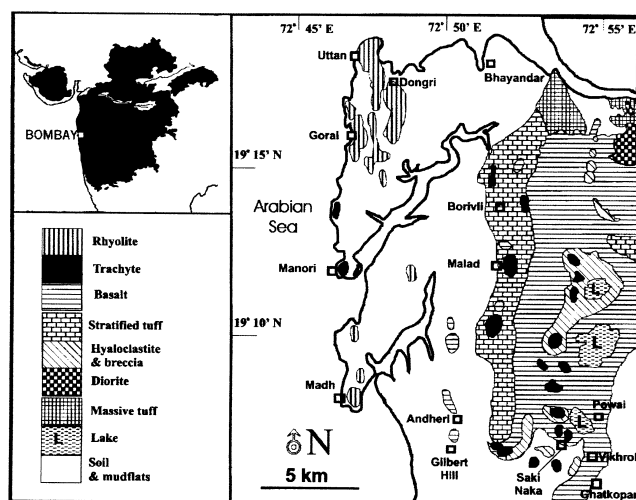 BOMBAY
Rhyolite
Trachyte
Basalt
Stratified tuff
Hyaloclastite
& breccia
Diorite
Massive tuff
L
Lake
Soil
& mudflats
72° 45' E
72° 50' E
72° 55' E
Uttan
Dongri
Bhayandar
Gorai
19° 15' N
Arabian
Sea
Borivli
Manori
Malad
L
19° 10' N
L
Madh
Andheri
L
Powai
Gilbert
Hill
Saki
Naka
Vikhrol
Ghatkopar
N
5 km